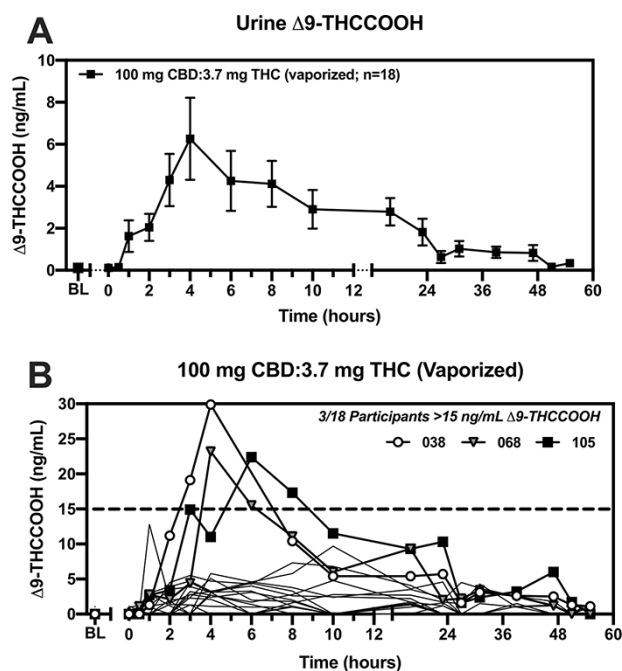 A
Urine Δ9-THCCOOH
100 mg CBD:3.7 mg THC (vaporized; n=18)
Δ9-THCCOOH (ng/mL)
10
8
6
4
2
0
BL
0 2 4 6 8 10 12 24 36 48 60
Time (hours)
B
100 mg CBD:3.7 mg THC (Vaporized)
3/18 Participants >15 ng/mL Δ9-THCCOOH
038 068 105
Δ9-THCCOOH (ng/mL)
30
25
20
15
10
5
0
BL
0 2 4 6 8 10 12 24 36 48 60
Time (hours)